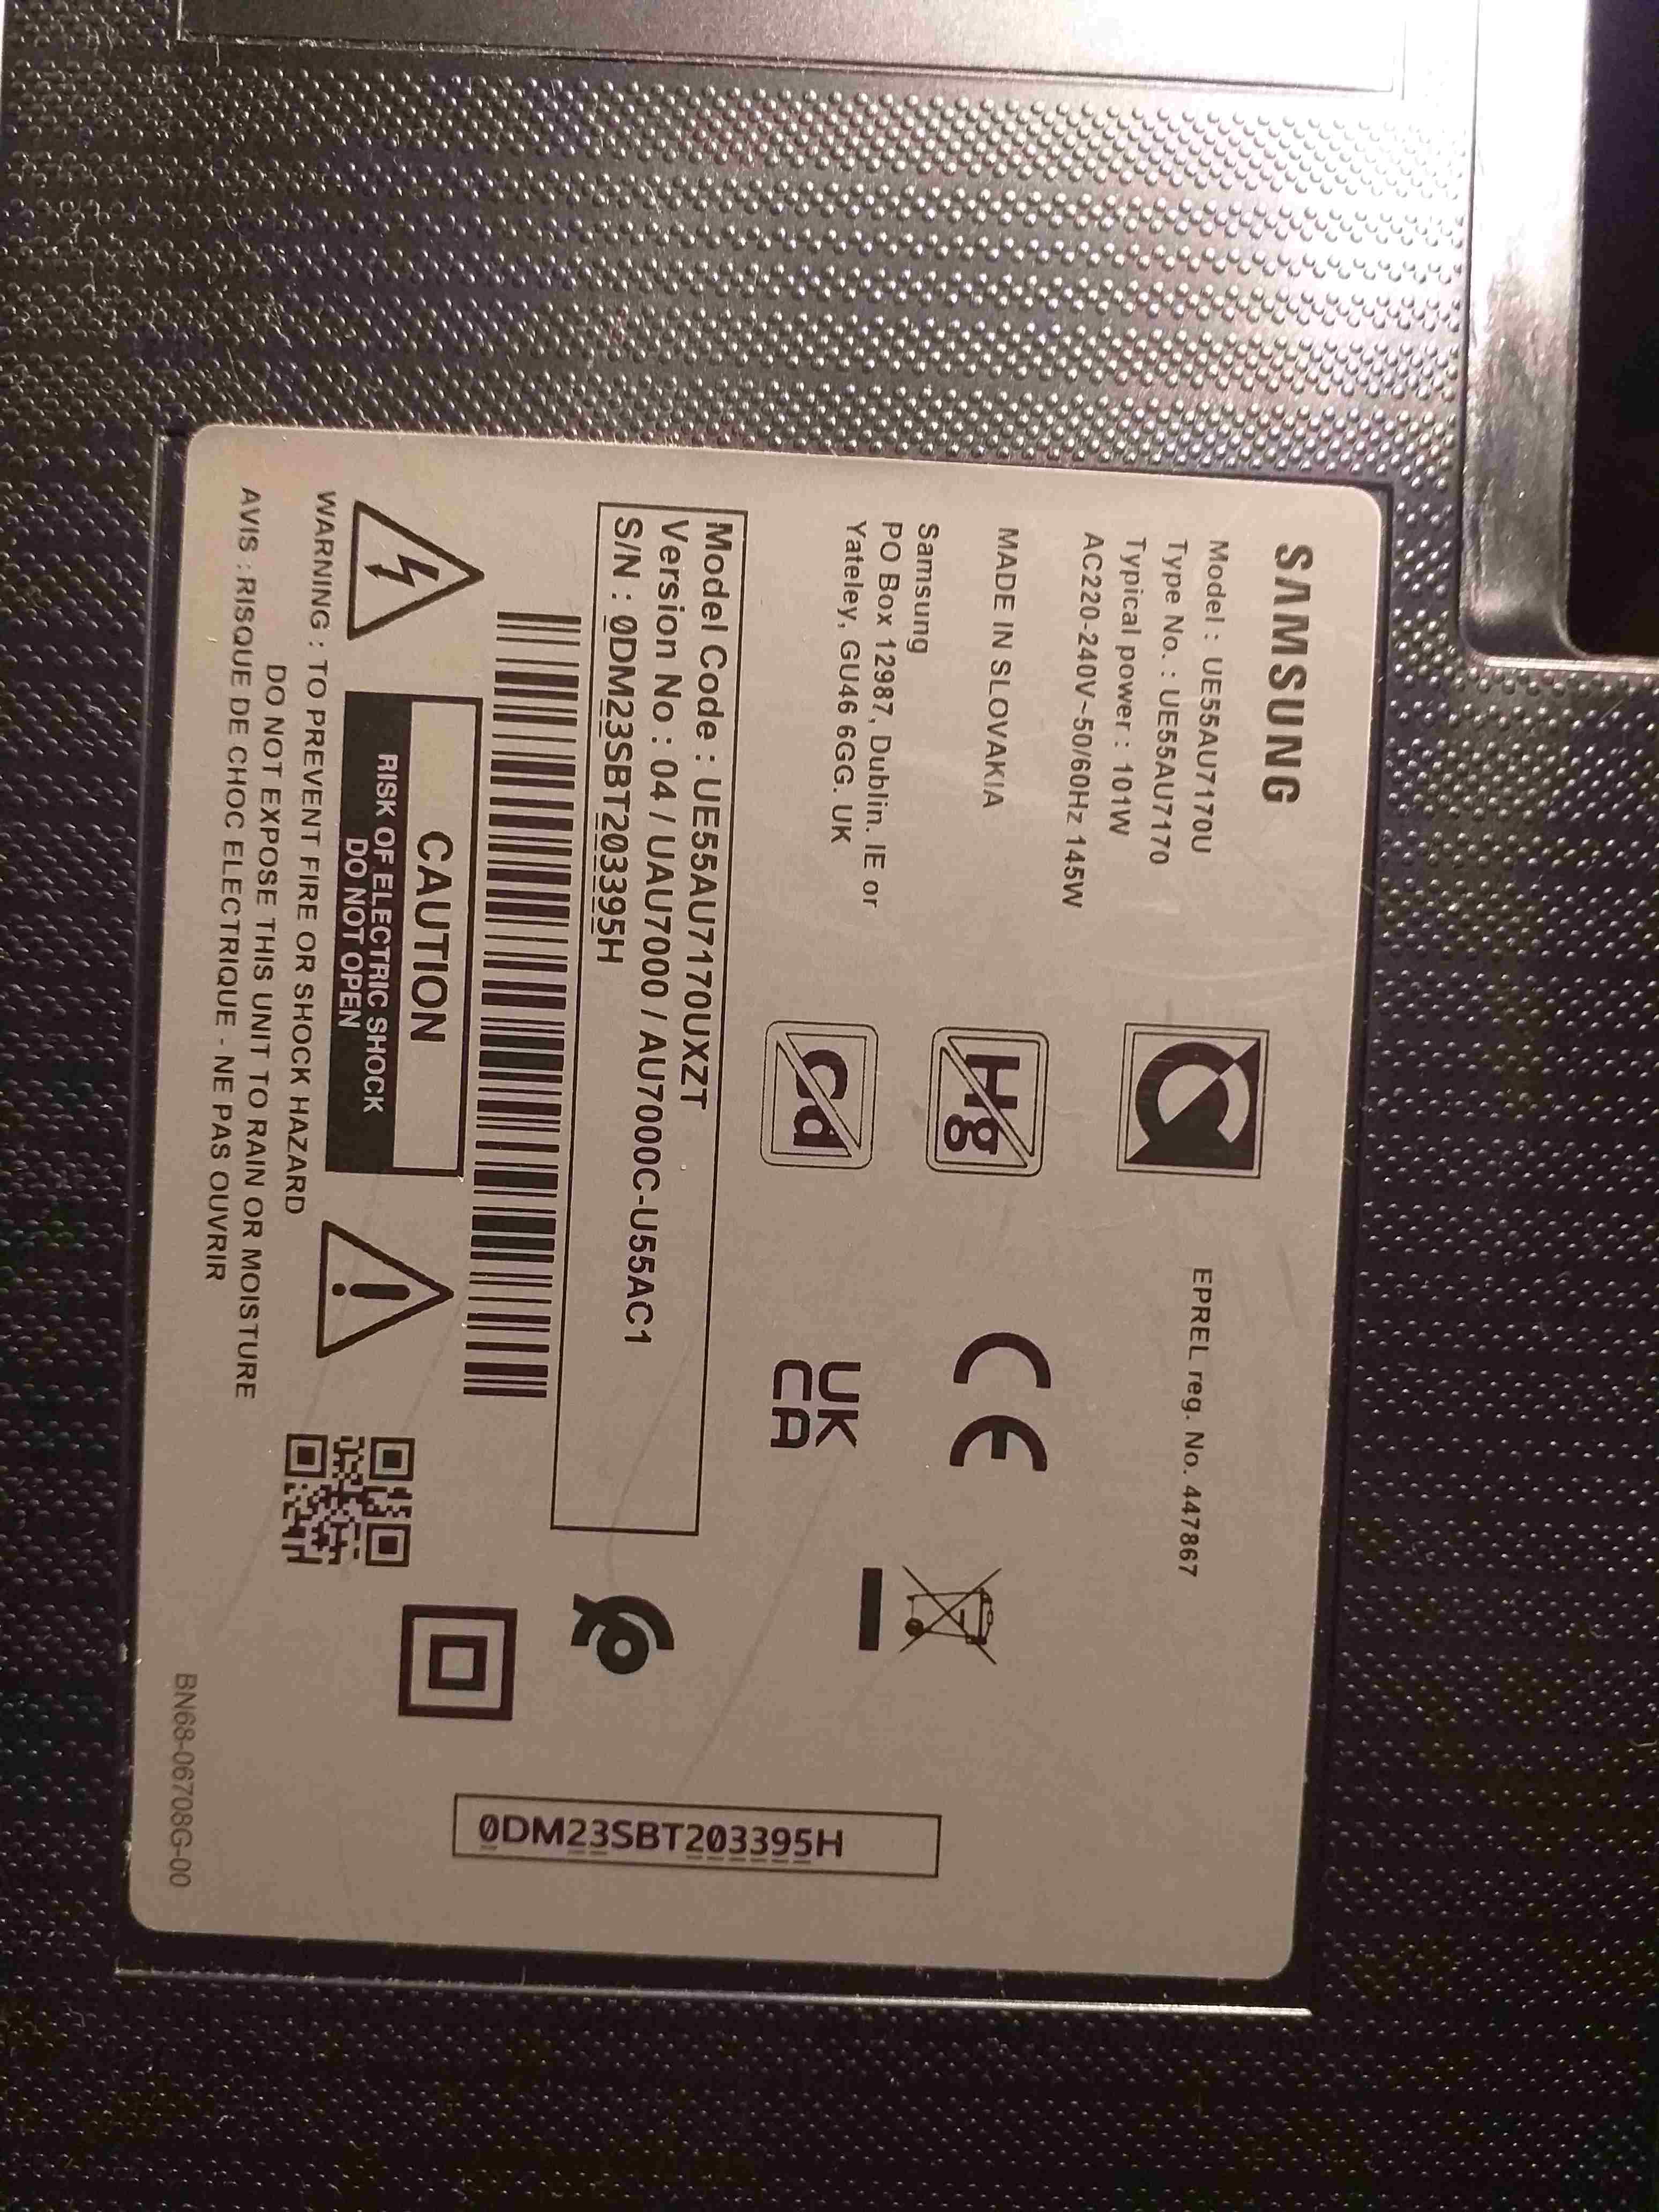 SAMSUNG
Model : UE55AU7170U
Type No. : UE55AU7170
Typical power : 101W
AC220-240V~50/60Hz 145W
EPREL reg. No. 447867
MADE IN SLOVAKIA
Samsung
PO Box 12987, Dublin. IE or
Yateley, GU46 6GG. UK
Hg
Cd
CE
UK
CA
Model Code : UE55AU7170UXZT
Version No : 04 / UAU7000 / AU7000C-U55AC1
S/N : 0DM23SBT203395H
CAUTION
RISK OF ELECTRIC SHOCK
DO NOT OPEN
WARNING : TO PREVENT FIRE OR SHOCK HAZARD
DO NOT EXPOSE THIS UNIT TO RAIN OR MOISTURE
AVIS : RISQUE DE CHOC ELECTRIQUE - NE PAS OUVRIR
0DM23SBT203395H
BN68-06708G-00